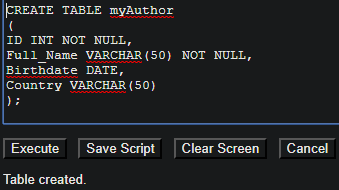 CREATE TABLE myAuthor
(
ID INT NOT NULL,
Full_Name VARCHAR(50) NOT NULL,
Birthdate DATE,
Country VARCHAR(50)
);
Execute Save Script Clear Screen Cancel
Table created.